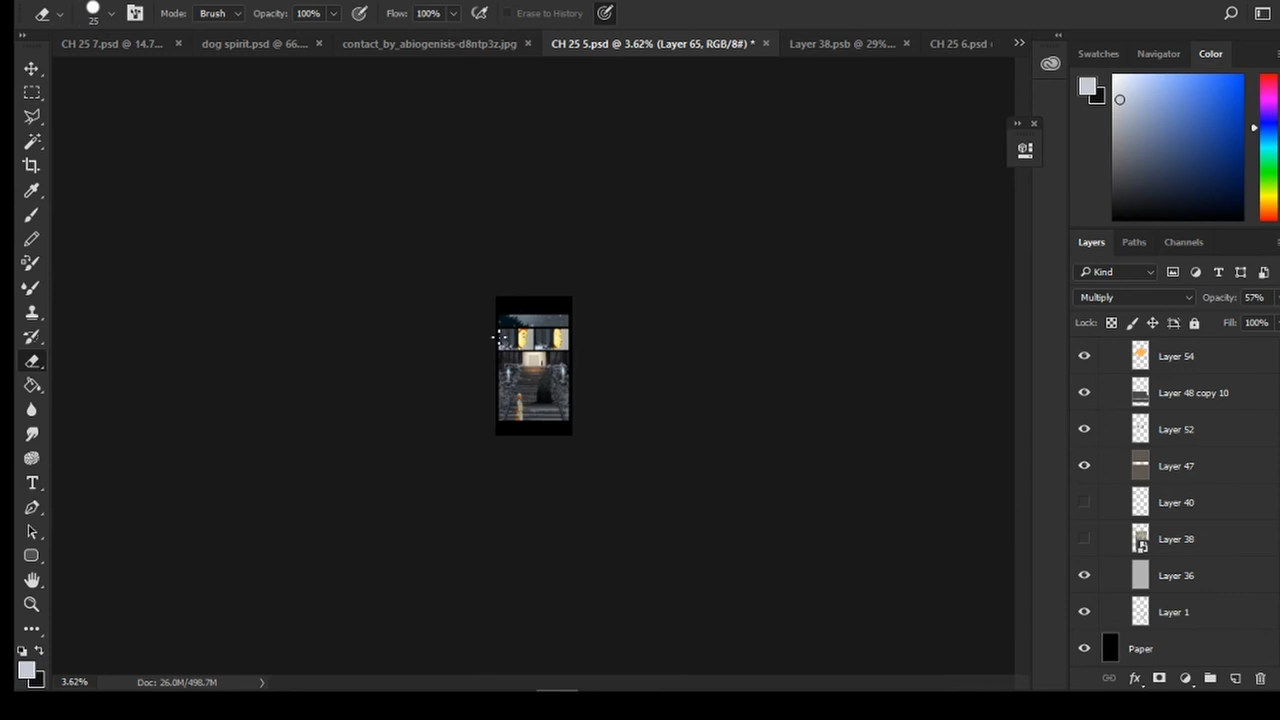 25 Mode: Brush Opacity: 100% Flow: 100% Erase to History
CH 25 7.psd @ 14.7... × dog spirit.psd @ 66.... × contact_by_abiogenisis-d8ntp3z.jpg × CH 25 5.psd @ 3.62% (Layer 65, RGB/8#) * × Layer 38.psb @ 29%... × CH 25 6.psd
Swatches Navigator Color
Layers Paths Channels
Kind
Multiply Opacity: 57%
Lock: Fill: 100%
Layer 54
Layer 48 copy 10
Layer 52
Layer 47
Layer 40
Layer 38
Layer 36
Layer 1
Paper
3.62% Doc: 26.0M/498.7M